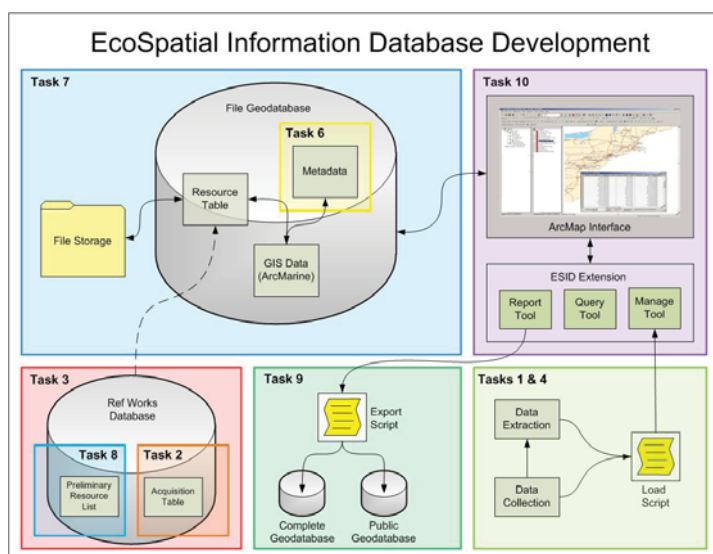 EcoSpatial Information Database Development
Task 7
File Geodatabase
Task 6
Metadata
Resource
Table
File Storage
GIS Data
(ArcMarine)
Task 10
ArcMap Interface
ESID Extension
Report
Tool
Query
Tool
Manage
Tool
Task 3
Ref Works
Database
Task 8
Preliminary
Resource
List
Task 2
Acquisition
Table
Task 9
Export
Script
Complete
Geodatabase
Public
Geodatabase
Tasks 1 & 4
Data
Extraction
Data
Collection
Load
Script